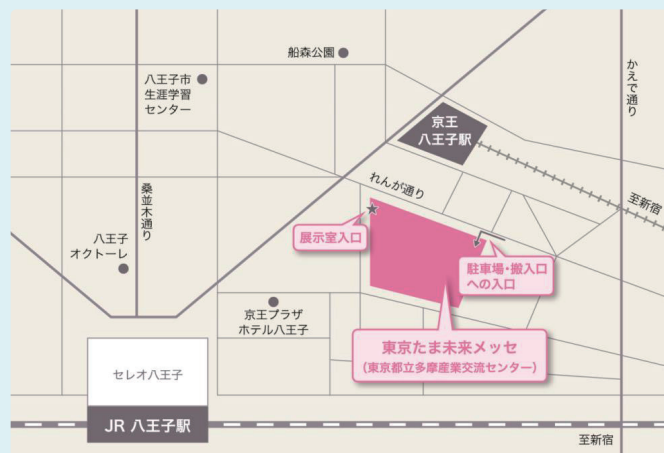 船森公園
八王子市
生涯学習
センター
かえで通り
京王
八王子駅
れんが通り
至新宿
桑並木通り
展示室入口
八王子
オクトーレ
駐車場・搬入口
への入口
京王プラザ
ホテル八王子
東京たま未来メッセ
（東京都立多摩産業交流センター）
セレオ八王子
JR 八王子駅
至新宿